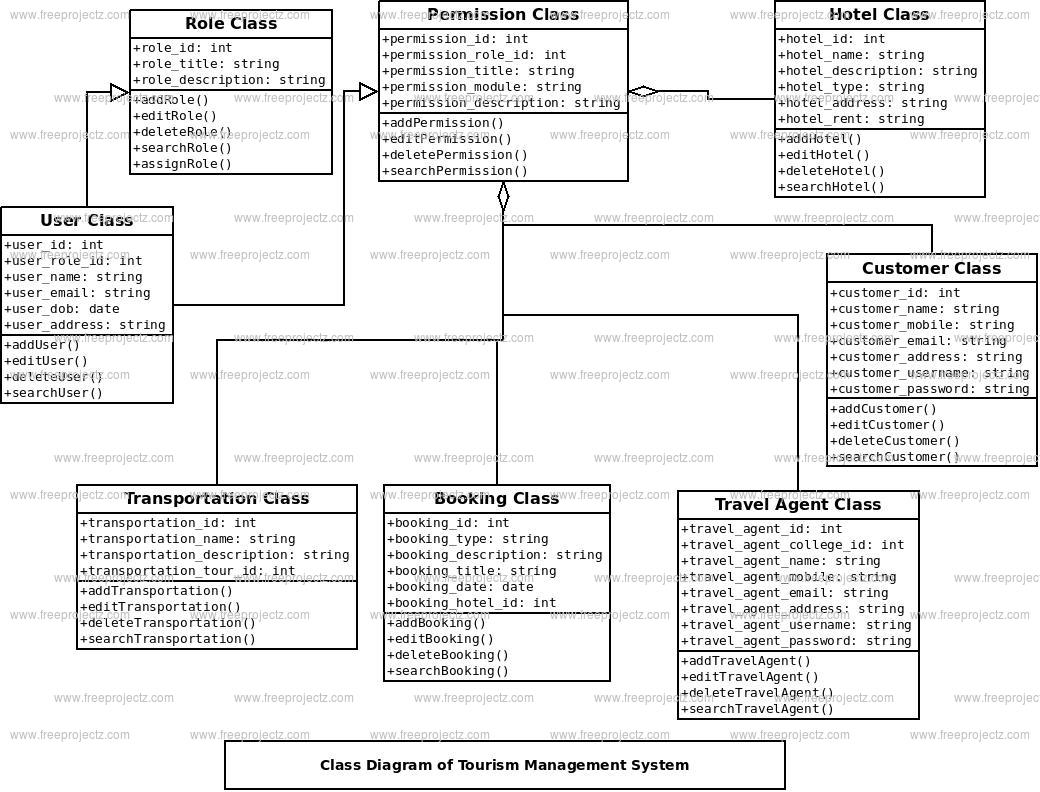 Role Class
+role_id: int
+role_title: string
+role_description: string
+addRole()
+editRole()
+deleteRole()
+searchRole()
+assignRole()
Permission Class
+permission_id: int
+permission_role_id: int
+permission_title: string
+permission_module: string
+permission_description: string
+addPermission()
+editPermission()
+deletePermission()
+searchPermission()
Hotel Class
+hotel_id: int
+hotel_name: string
+hotel_description: string
+hotel_type: string
+hotel_address: string
+hotel_rent: string
+addHotel()
+editHotel()
+deleteHotel()
+searchHotel()
User Class
+user_id: int
+user_role_id: int
+user_name: string
+user_email: string
+user_dob: date
+user_address: string
+addUser()
+editUser()
+deleteUser()
+searchUser()
Customer Class
+customer_id: int
+customer_name: string
+customer_mobile: string
+customer_email: string
+customer_address: string
+customer_username: string
+customer_password: string
+addCustomer()
+editCustomer()
+deleteCustomer()
+searchCustomer()
Transportation Class
+transportation_id: int
+transportation_name: string
+transportation_description: string
+transportation_tour_id: int
+addTransportation()
+editTransportation()
+deleteTransportation()
+searchTransportation()
Booking Class
+booking_id: int
+booking_type: string
+booking_description: string
+booking_title: string
+booking_date: date
+booking_hotel_id: int
+addBooking()
+editBooking()
+deleteBooking()
+searchBooking()
Travel Agent Class
+travel_agent_id: int
+travel_agent_college_id: int
+travel_agent_name: string
+travel_agent_mobile: string
+travel_agent_email: string
+travel_agent_address: string
+travel_agent_username: string
+travel_agent_password: string
+addTravelAgent()
+editTravelAgent()
+deleteTravelAgent()
+searchTravelAgent()
Class Diagram of Tourism Management System
www.freeprojectz.com